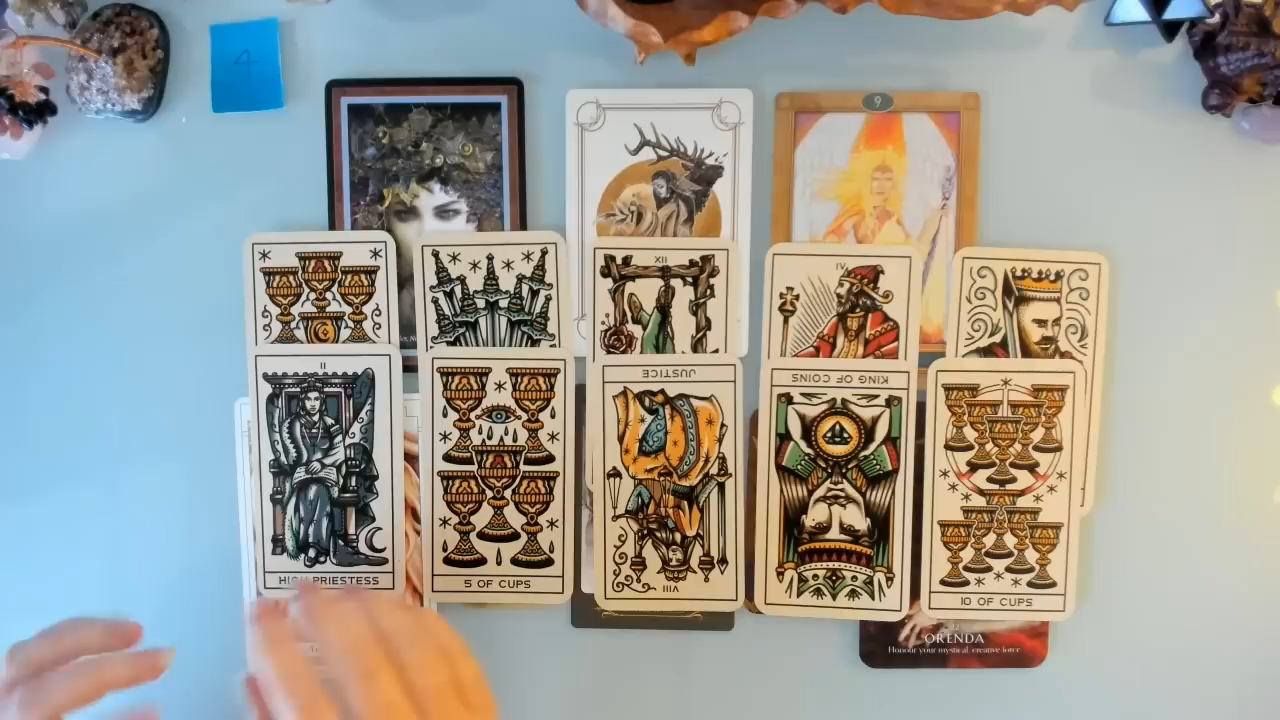 4
9
XII
IV
II
JUSTICE
KING OF COINS
HIGH PRIESTESS
5 OF CUPS
VIII
10 OF CUPS
22
ORENDA
Honour your mystical, creative force